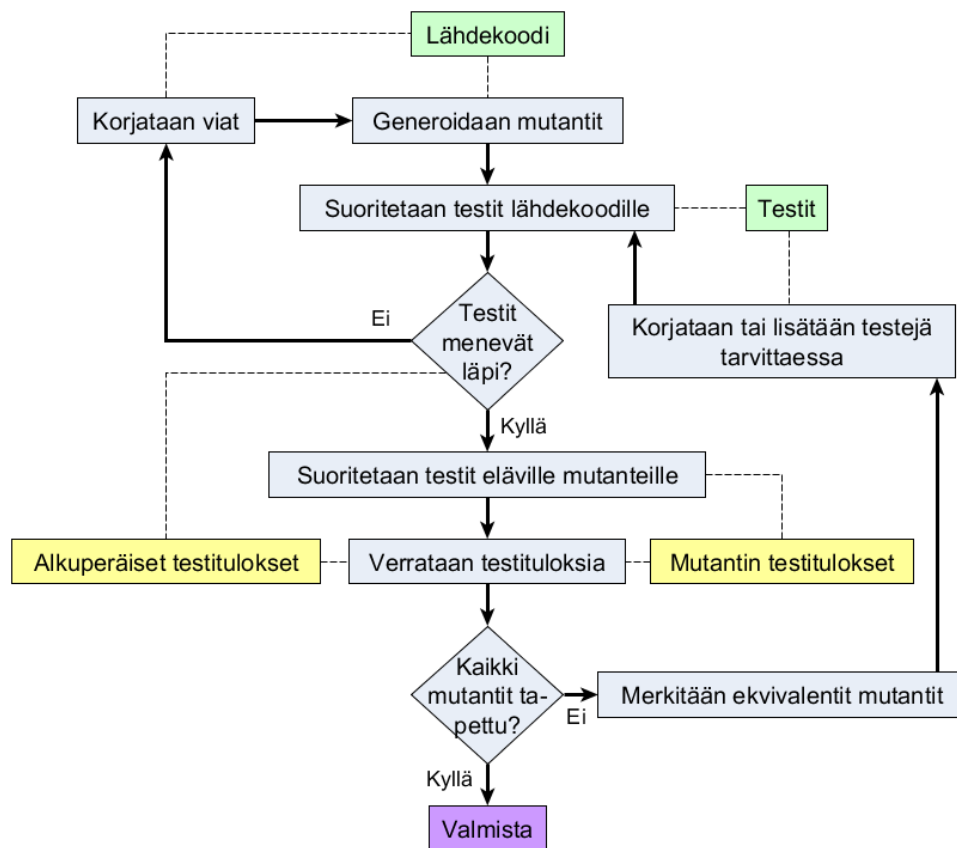 Lähdekoodi
Korjataan viat
Generoidaan mutantit
Suoritetaan testit lähdekoodille
Testit
Ei
Testit
menevät
läpi?
Korjataan tai lisätään testejä
tarvittaessa
Kyllä
Suoritetaan testit eläville mutanteille
Alkuperäiset testitulokset
Verrataan testituloksia
Mutantin testitulokset
Kaikki
mutantit ta-
pettu?
Ei
Merkitään ekvivalentit mutantit
Kyllä
Valmista